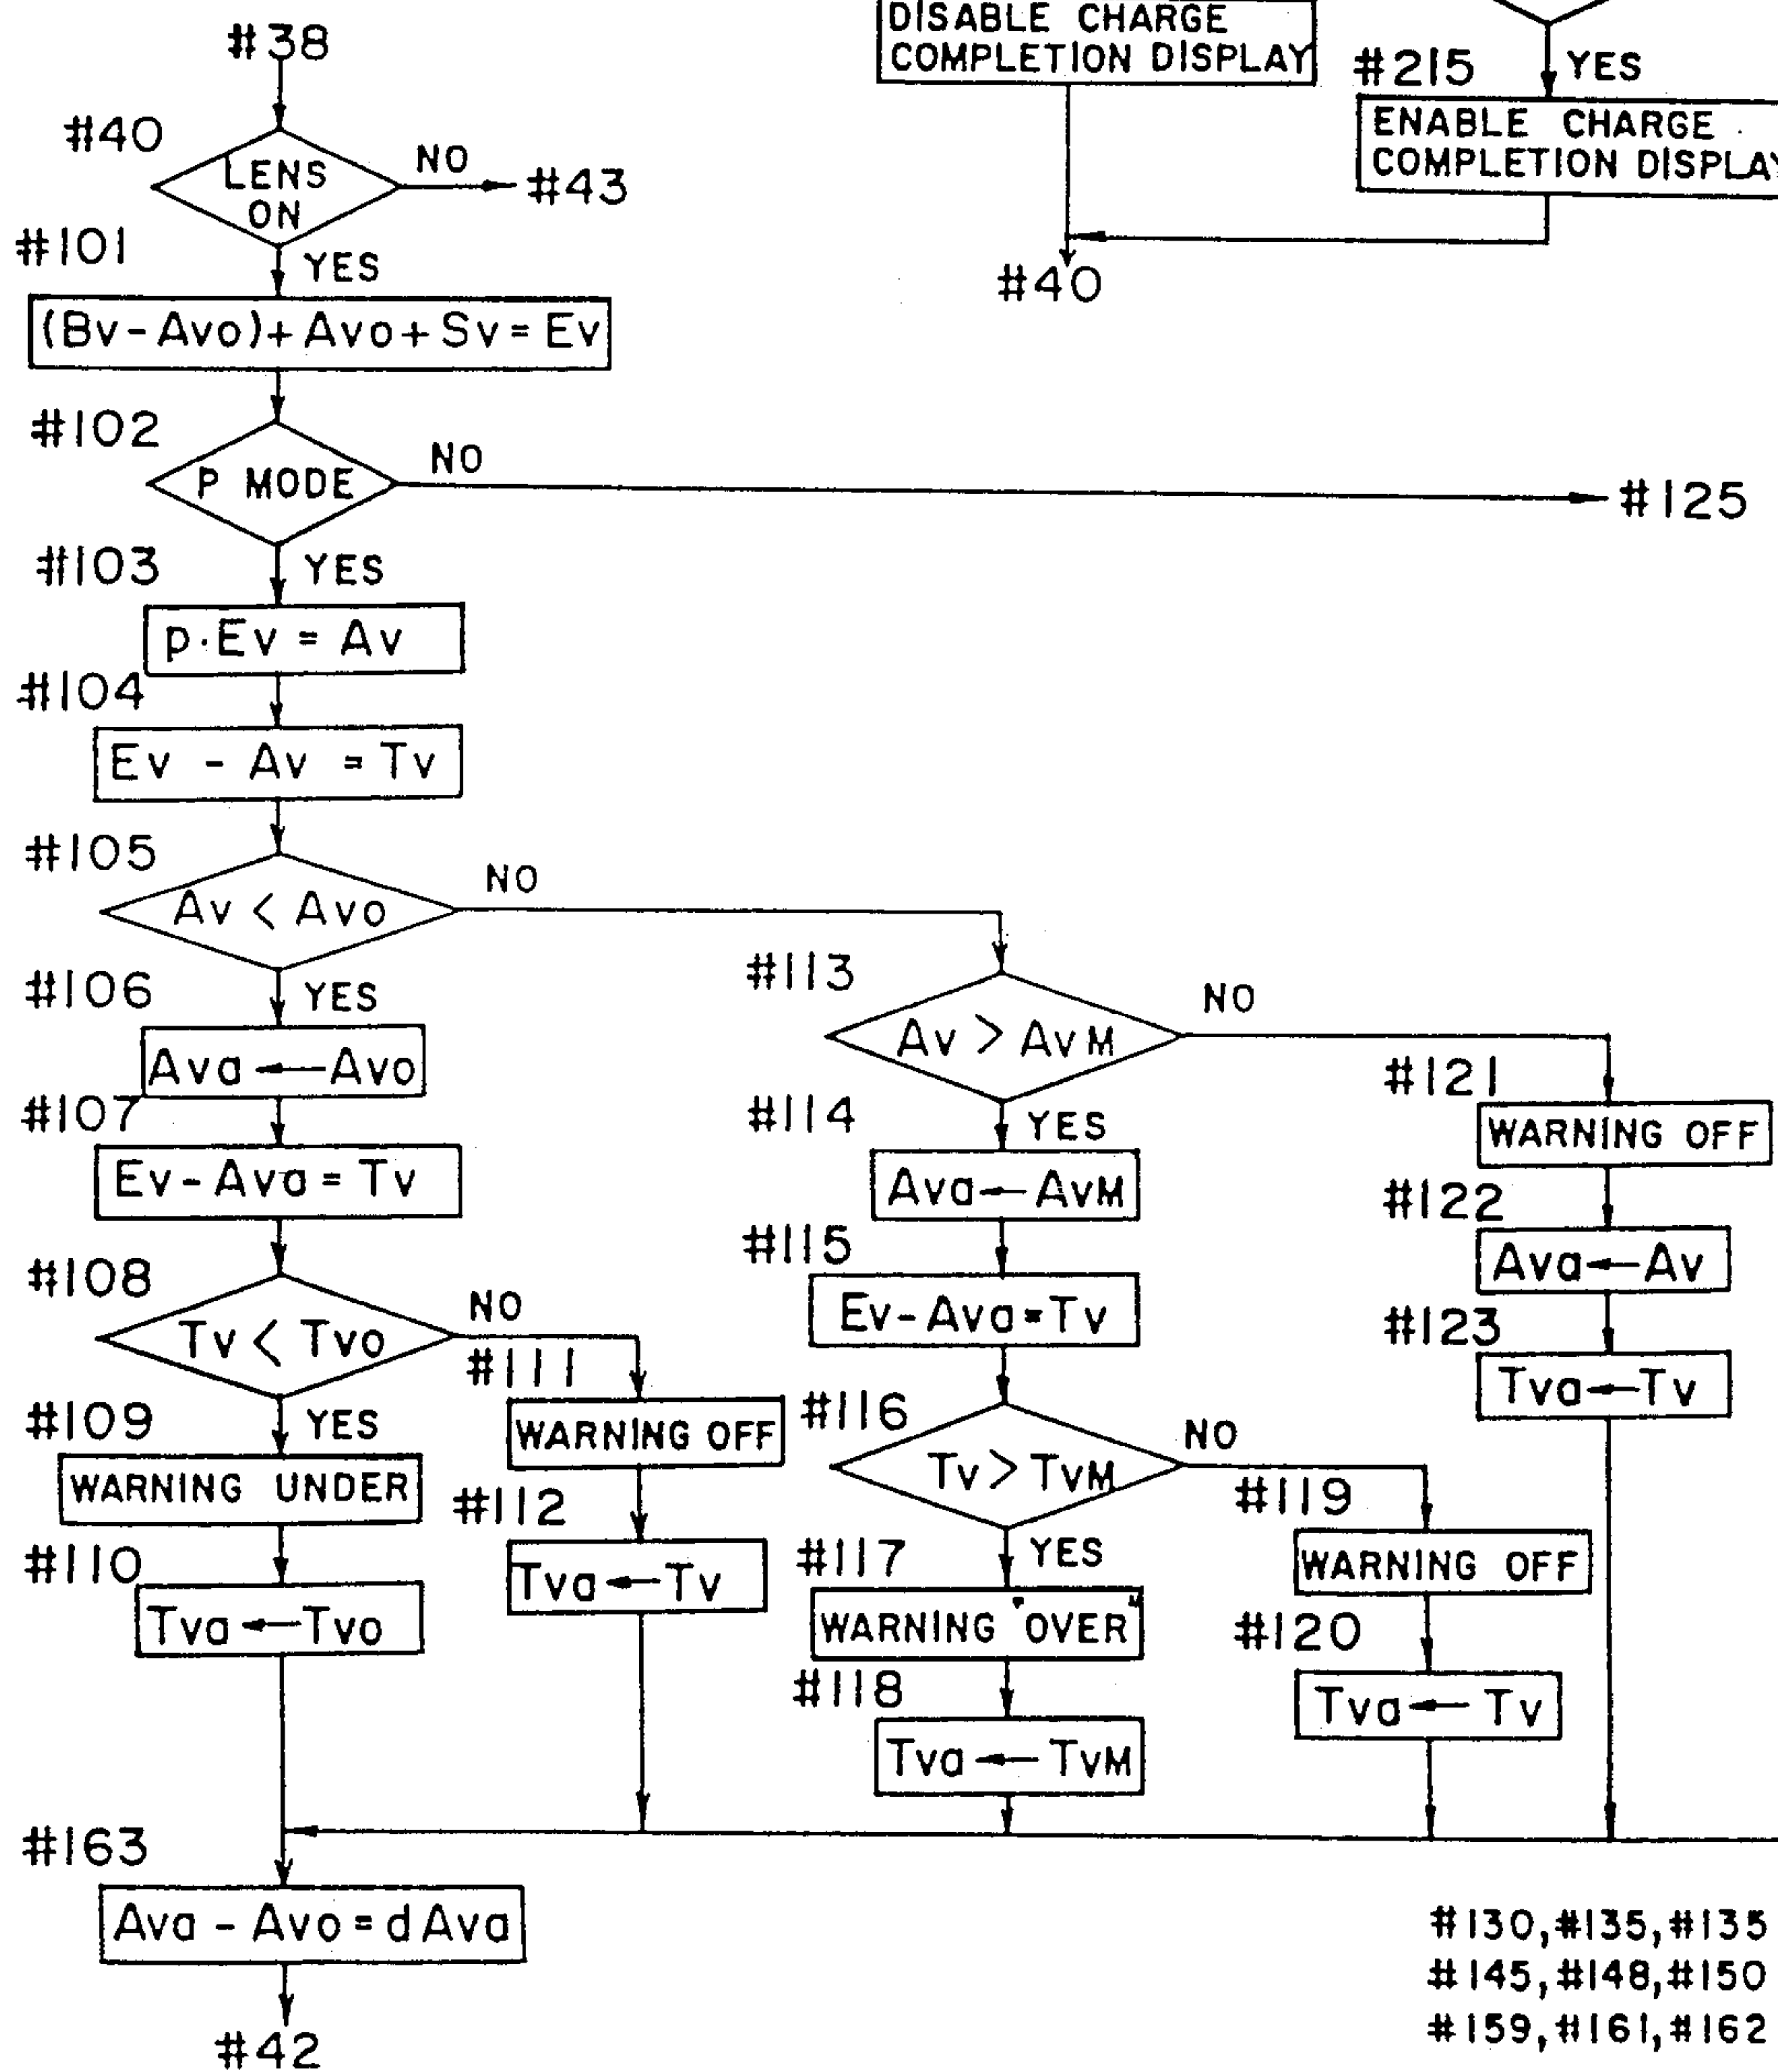 #38
#40
LENS
ON
NO
#43
#101
YES
(Bv-Avo)+Avo+Sv=Ev
#102
P MODE
NO
#125
#103
YES
p·Ev = Av
#104
Ev - Av = Tv
#105
Av < Avo
NO
#106
YES
Ava ← Avo
#107
Ev-Ava=Tv
#108
Tv < Tvo
NO
#109
YES
WARNING UNDER
#110
Tva ← Tvo
#111
WARNING OFF
#112
Tva ← Tv
#113
Av > AvM
NO
#114
YES
Ava ← AvM
#115
Ev-Ava=Tv
#116
Tv > TvM
NO
#117
YES
WARNING "OVER"
#118
Tva ← TvM
#119
WARNING OFF
#120
Tva ← Tv
#121
WARNING OFF
#122
Ava ← Av
#123
Tva ← Tv
#163
Ava - Avo = dAva
#42
DISABLE CHARGE
COMPLETION DISPLAY
#215
YES
ENABLE CHARGE
COMPLETION DISPLAY
#40
#130,#135,#135
#145,#148,#150
#159,#161,#162